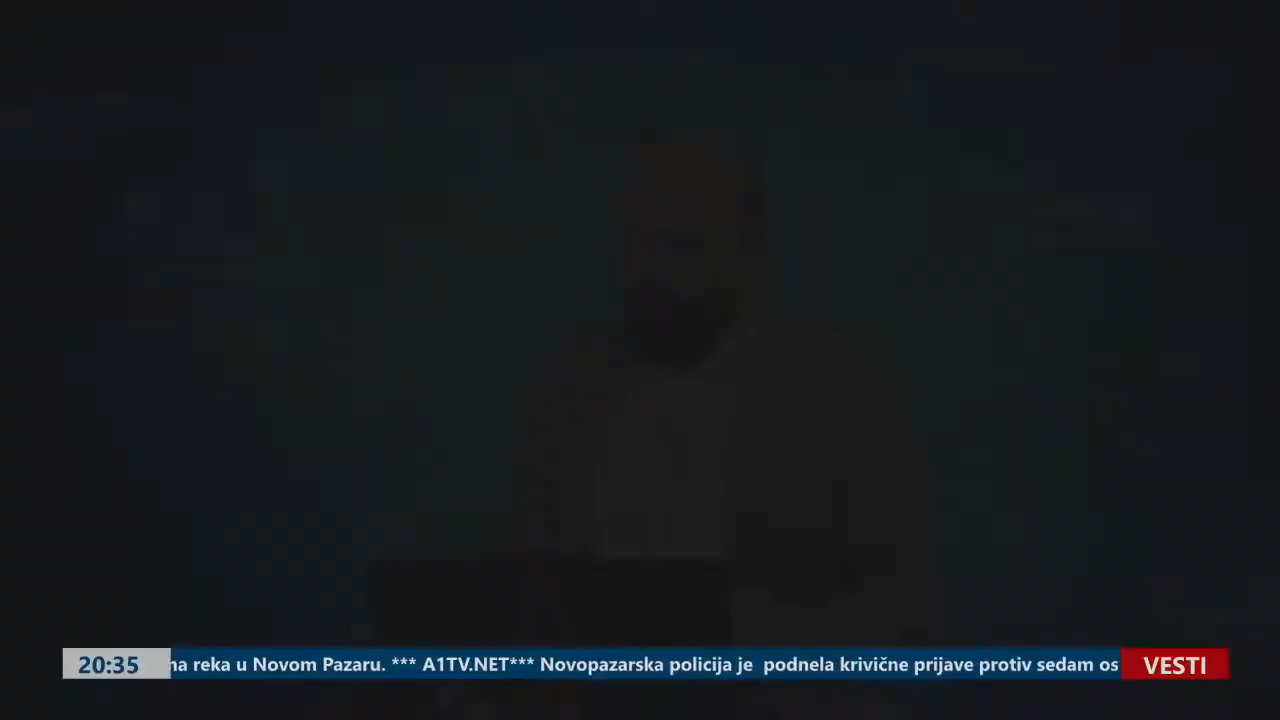 20:35 na reka u Novom Pazaru. *** A1TV.NET*** Novopazarska policija je podnela krivične prijave protiv sedam os VESTI